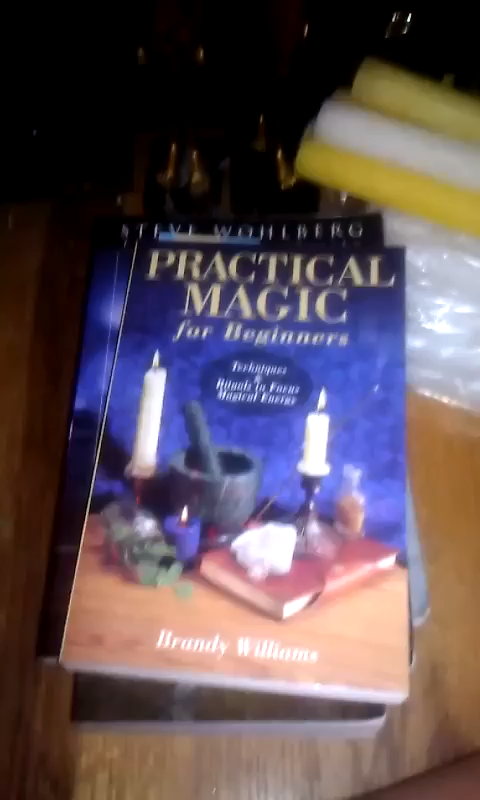 STEVE WOHLBERG
PRACTICAL
MAGIC
for Beginners
Techniques
&
Rituals to Focus
Magical Energy
Brandy Williams